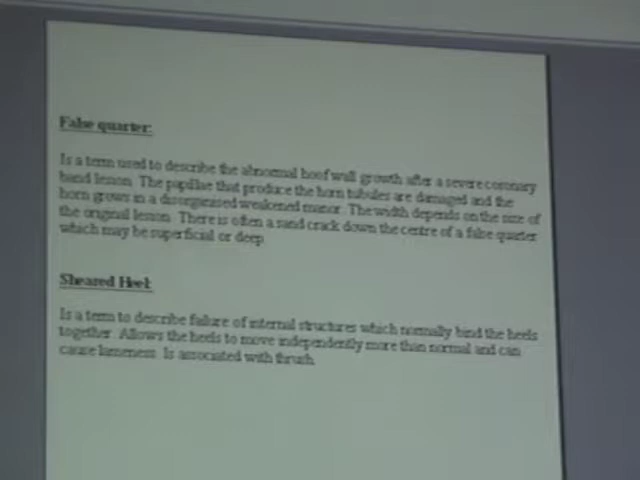 False quarter:
Is a term used to describe the abnormal hoof wall growth after a severe coronary
band lesion. The papillae that produce the horn tubules are damaged and the
horn grows in a disorganised weakened manor. The width depends on the size of
the original lesion. There is often a sand crack down the centre of a false quarter
which may be superficial or deep.
Sheared Heel:
Is a term to describe failure of internal structures which normally bind the heels
together. Allows the heels to move independently more than normal and can
cause lameness. Is associated with thrush.